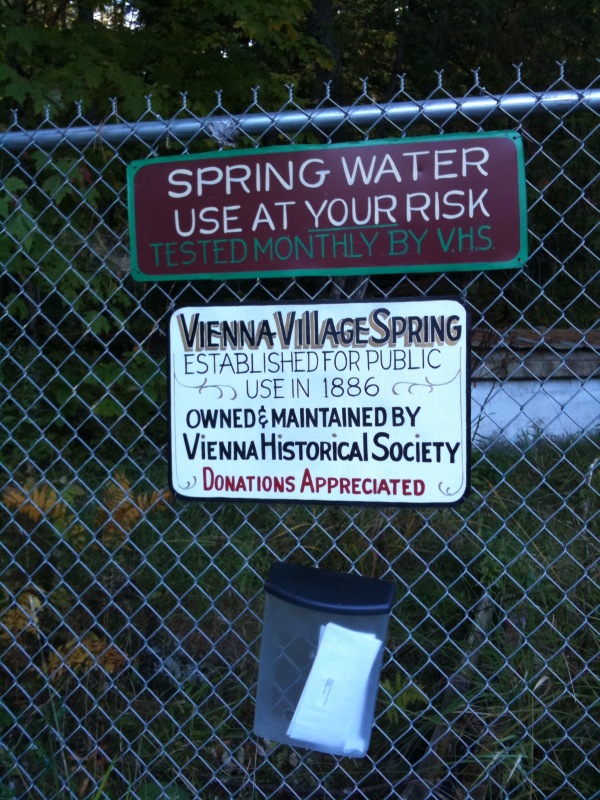 SPRING WATER
USE AT YOUR RISK
TESTED MONTHLY BY V.H.S.
VIENNA VILLAGE SPRING
ESTABLISHED FOR PUBLIC
USE IN 1886
OWNED & MAINTAINED BY
VIENNA HISTORICAL SOCIETY
DONATIONS APPRECIATED